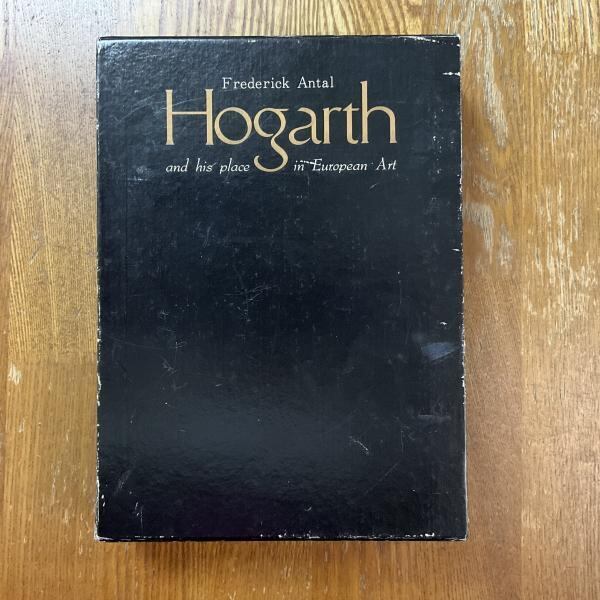 Frederick Antal
Hogarth
and his place in European Art